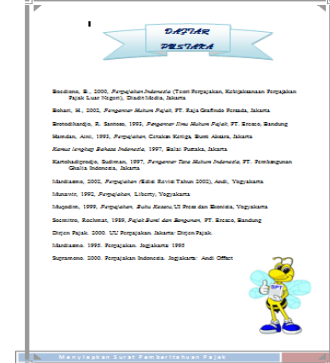 DAFTAR
PUSTAKA
Boediono, B., 2000, Perpajakan Indonesia (Teori Perpajakan, Kebijaksanaan Perpajakan
Pajak Luar Negeri), Diadit Media, Jakarta
Bohari, H., 2002, Pengantar Hukum Pajak, PT. Raja Grafindo Persada, Jakarta
Brotodihardjo, R. Santoso, 1993, Pengantar Ilmu Hukum Pajak, PT. Eresco, Bandung
Hamdan, Aini, 1993, Perpajakan, Cetakan Ketiga, Bumi Aksara, Jakarta
Kamus lengkap Bahasa Indonesia, 1997, Balai Pustaka, Jakarta
Kartohadiprodjo, Sudiman, 1997, Pengantar Tata Hukum Indonesia, PT. Pembangunan
Ghalia Indonesia, Jakarta
Mardiasmo, 2002, Perpajakan (Edisi Revisi Tahun 2002), Andi, Yogyakarta
Munawir, 1992, Perpajakan, Liberty, Yogyakarta
Muqodim, 1999, Perpajakan, Buku Kesatu, UI Press dan Ekonisia, Yogyakarta
Soemitro, Rochmat, 1989, Pajak Bumi dan Bangunan, PT. Eresco, Bandung
Dirjen Pajak. 2000. UU Perpajakan. Jakarta: Dirjen Pajak.
Mardiasmo. 1995. Perpajakan. Jogjakarta: 1995
Supramono. 2000. Perpajakan Indonesia. Jogjakarta: Andi Offset
SPT
Menyiapkan Surat Pemberitahuan Pajak